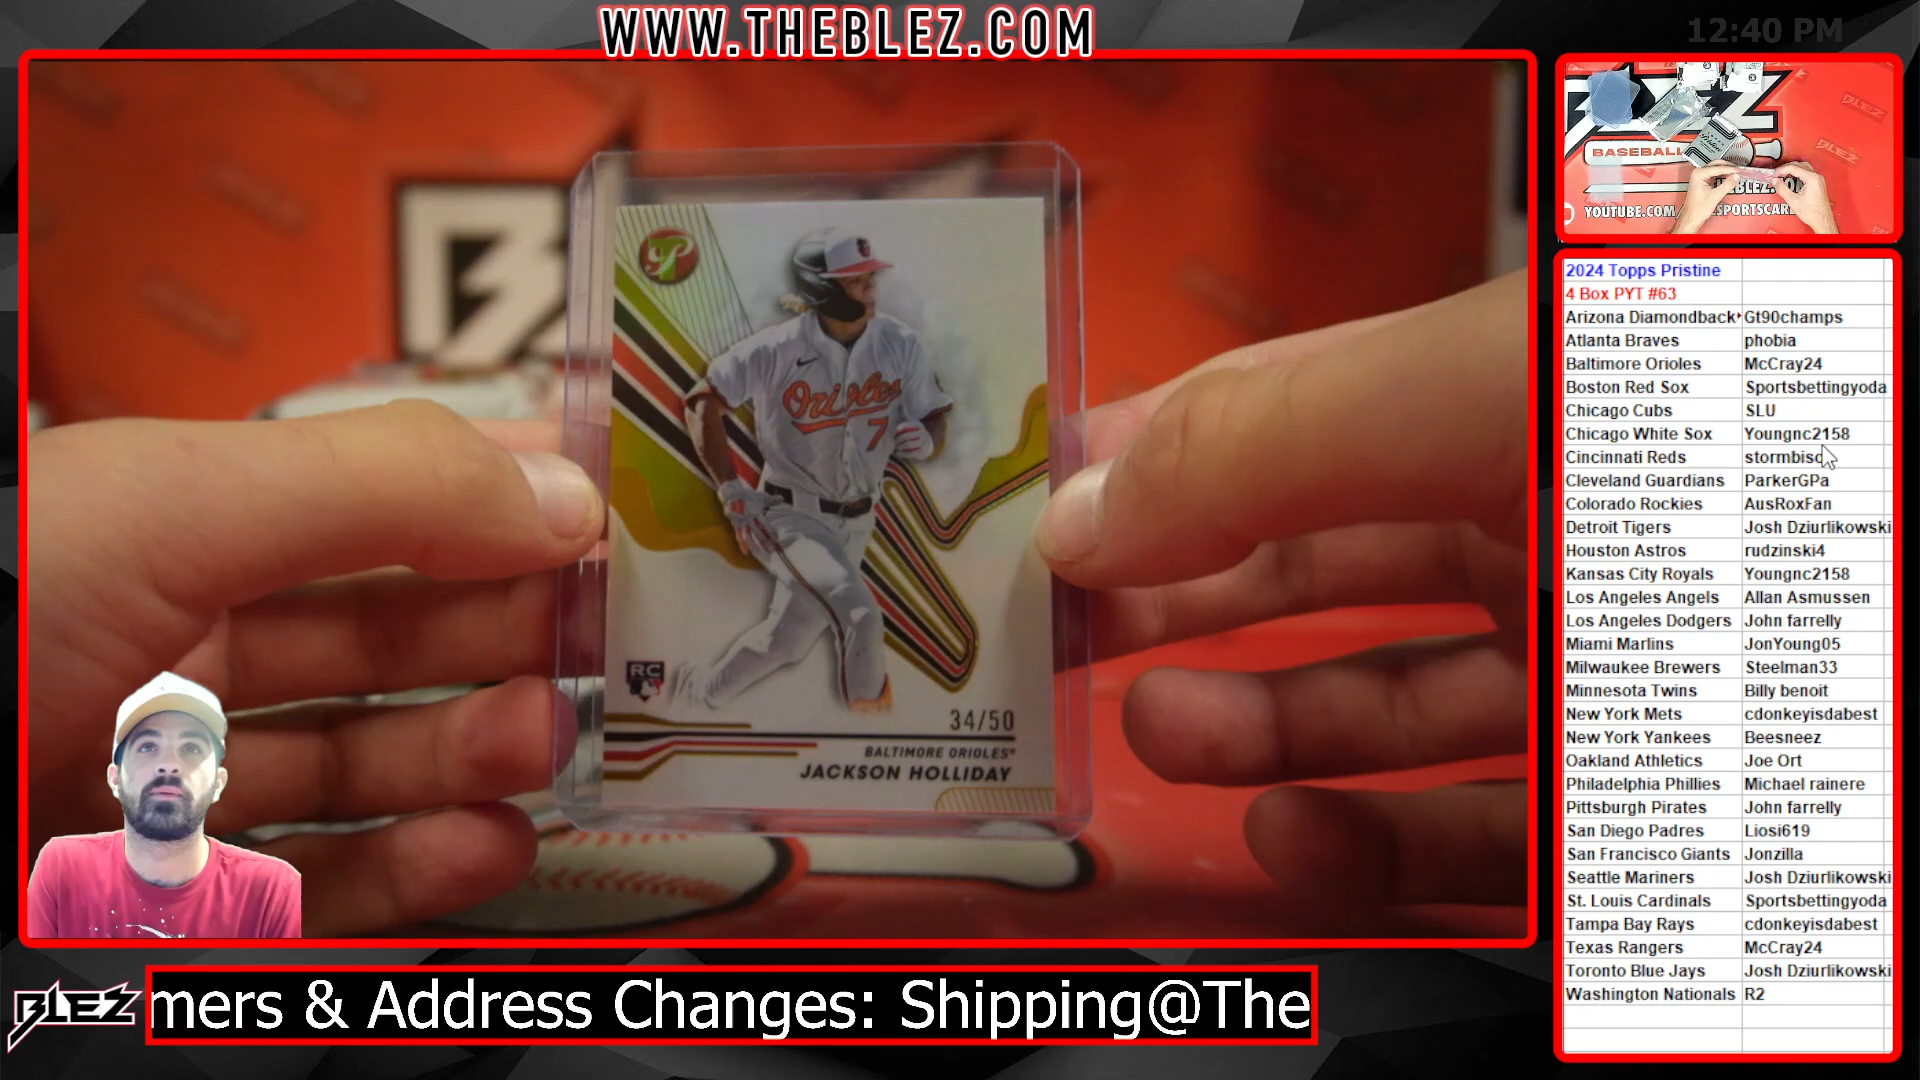 WWW.THEBLEZ.COM
12:40 PM
BASEBALL
BLEZ
BLEZ
YOUTUBE.COM
Orioles
7
RC
34/50
BALTIMORE ORIOLES
JACKSON HOLLIDAY
2024 Topps Pristine
4 Box PYT #63
Arizona Diamondback Gt90champs
Atlanta Braves phobia
Baltimore Orioles McCray24
Boston Red Sox Sportsbettingyoda
Chicago Cubs SLU
Chicago White Sox Youngnc2158
Cincinnati Reds
Cleveland Guardians ParkerGPa
Colorado Rockies AusRoxFan
Detroit Tigers Josh Dziurlikowski
Houston Astros rudzinski4
Kansas City Royals Youngnc2158
Los Angeles Angels Allan Asmussen
Los Angeles Dodgers John farrelly
Miami Marlins JonYoung05
Milwaukee Brewers Steelman33
Minnesota Twins Billy benoit
New York Mets cdonkeyisdabest
New York Yankees Beesneez
Oakland Athletics Joe Ort
Philadelphia Phillies Michael rainere
Pittsburgh Pirates John farrelly
San Diego Padres Liosi619
San Francisco Giants Jonzilla
Seattle Mariners Josh Dziurlikowski
St. Louis Cardinals Sportsbettingyoda
Tampa Bay Rays cdonkeyisdabest
Texas Rangers McCray24
Toronto Blue Jays Josh Dziurlikowski
Washington Nationals R2
BLEZ
mers & Address Changes: Shipping@The